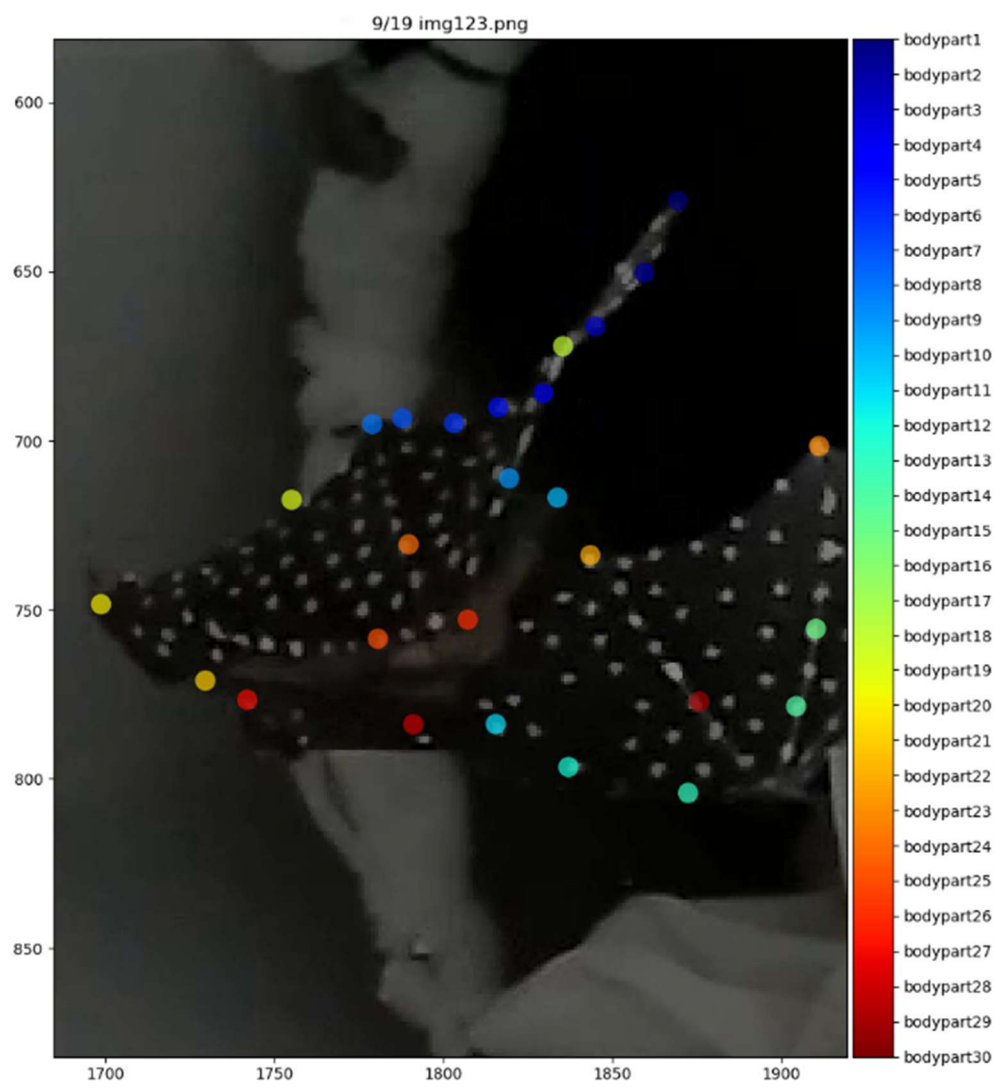 9/19 img123.png
600
650
700
750
800
850
1700
1750
1800
1850
1900
bodypart1
bodypart2
bodypart3
bodypart4
bodypart5
bodypart6
bodypart7
bodypart8
bodypart9
bodypart10
bodypart11
bodypart12
bodypart13
bodypart14
bodypart15
bodypart16
bodypart17
bodypart18
bodypart19
bodypart20
bodypart21
bodypart22
bodypart23
bodypart24
bodypart25
bodypart26
bodypart27
bodypart28
bodypart29
bodypart30